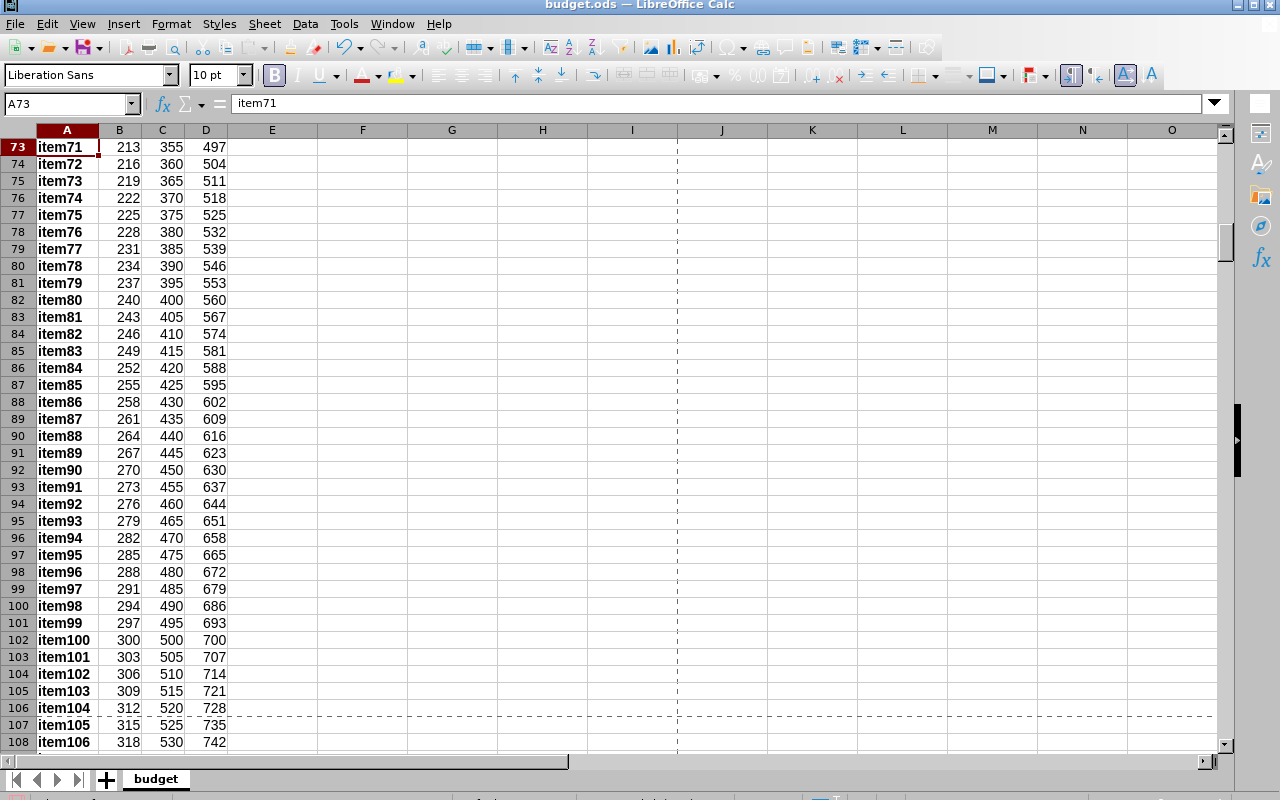 budget.ods — LibreOffice Calc
File Edit View Insert Format Styles Sheet Data Tools Window Help
Liberation Sans 10 pt
A73 item71
A B C D E F G H I J K L M N O
73 item71 213 355 497
74 item72 216 360 504
75 item73 219 365 511
76 item74 222 370 518
77 item75 225 375 525
78 item76 228 380 532
79 item77 231 385 539
80 item78 234 390 546
81 item79 237 395 553
82 item80 240 400 560
83 item81 243 405 567
84 item82 246 410 574
85 item83 249 415 581
86 item84 252 420 588
87 item85 255 425 595
88 item86 258 430 602
89 item87 261 435 609
90 item88 264 440 616
91 item89 267 445 623
92 item90 270 450 630
93 item91 273 455 637
94 item92 276 460 644
95 item93 279 465 651
96 item94 282 470 658
97 item95 285 475 665
98 item96 288 480 672
99 item97 291 485 679
100 item98 294 490 686
101 item99 297 495 693
102 item100 300 500 700
103 item101 303 505 707
104 item102 306 510 714
105 item103 309 515 721
106 item104 312 520 728
107 item105 315 525 735
108 item106 318 530 742
budget